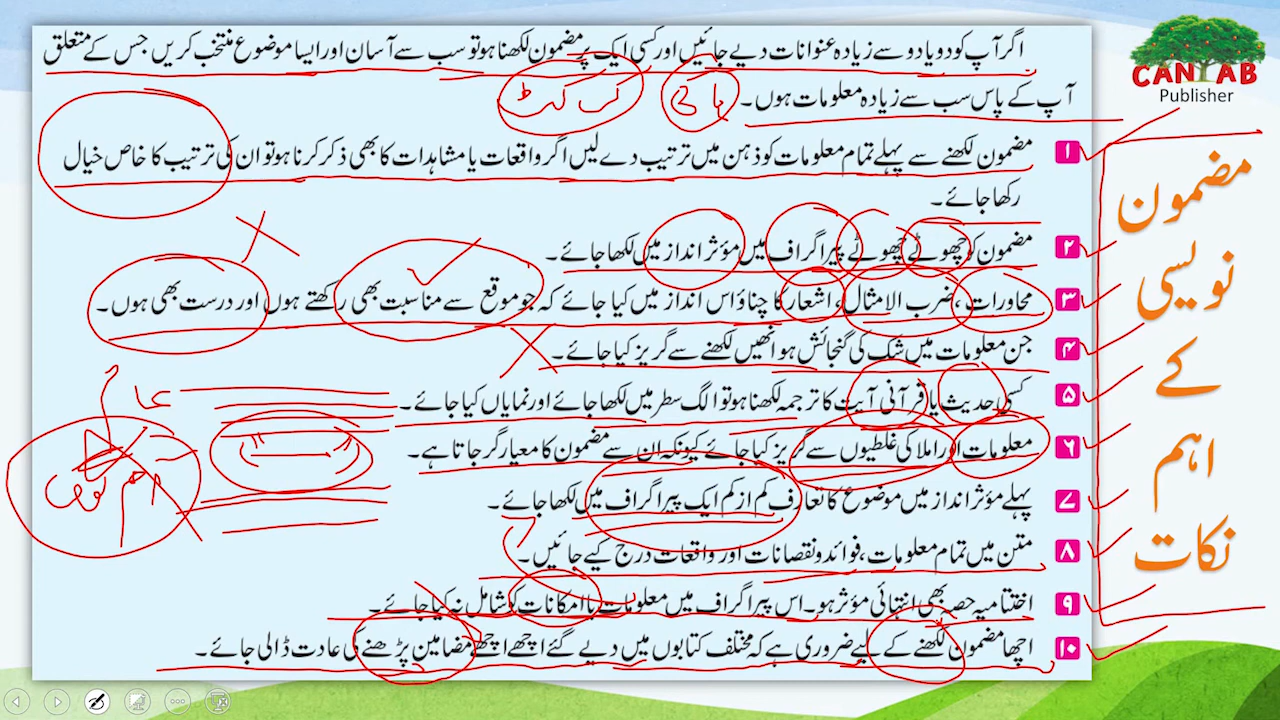 اگر آپ کو دو یا دو سے زیادہ عنوانات دیے جائیں اور کسی ایک پر مضمون لکھنا ہو تو سب سے آسان اور ایسا موضوع منتخب کریں جس کے متعلق
آپ کے پاس سب سے زیادہ معلومات ہوں۔
ہاکی
کرکٹ
۱ مضمون لکھنے سے پہلے تمام معلومات کو ذہن میں ترتیب دے لیں اگر واقعات یا مشاہدات کا بھی ذکر کرنا ہو تو ان کی ترتیب کا خاص خیال
رکھا جائے۔
۲ مضمون کو چھوٹے چھوٹے پیراگراف میں مؤثر انداز میں لکھا جائے۔
۳ محاورات، ضرب الامثال، اشعار کا چناؤ اس انداز میں کیا جائے کہ جو موقع سے مناسبت بھی رکھتے ہوں اور درست بھی ہوں۔
۴ جن معلومات میں شک کی گنجائش ہو انھیں لکھنے سے گریز کیا جائے۔
۵ کسی حدیث یا قرآنی آیت کا ترجمہ لکھنا ہو تو الگ سطر میں لکھا جائے اور نمایاں کیا جائے۔
۶ معلومات اور املا کی غلطیوں سے گریز کیا جائے کیونکہ ان سے مضمون کا معیار گر جاتا ہے۔
۷ پہلے مؤثر انداز میں موضوع کا تعارف کم از کم ایک پیراگراف میں لکھا جائے۔
۸ متن میں تمام معلومات، فوائد و نقصانات اور واقعات درج کیے جائیں۔
۹ اختتامیہ حصہ بھی انتہائی مؤثر ہو۔ اس پیراگراف میں معلومات یا امکانات کو شامل نہ کیا جائے۔
۱۰ اچھا مضمون لکھنے کے لیے ضروری ہے کہ مختلف کتابوں میں دیے گئے اچھے اچھے مضامین پڑھنے کی عادت ڈالی جائے۔
CANTAB
Publisher
مضمون
نویسی
کے
اہم
نکات